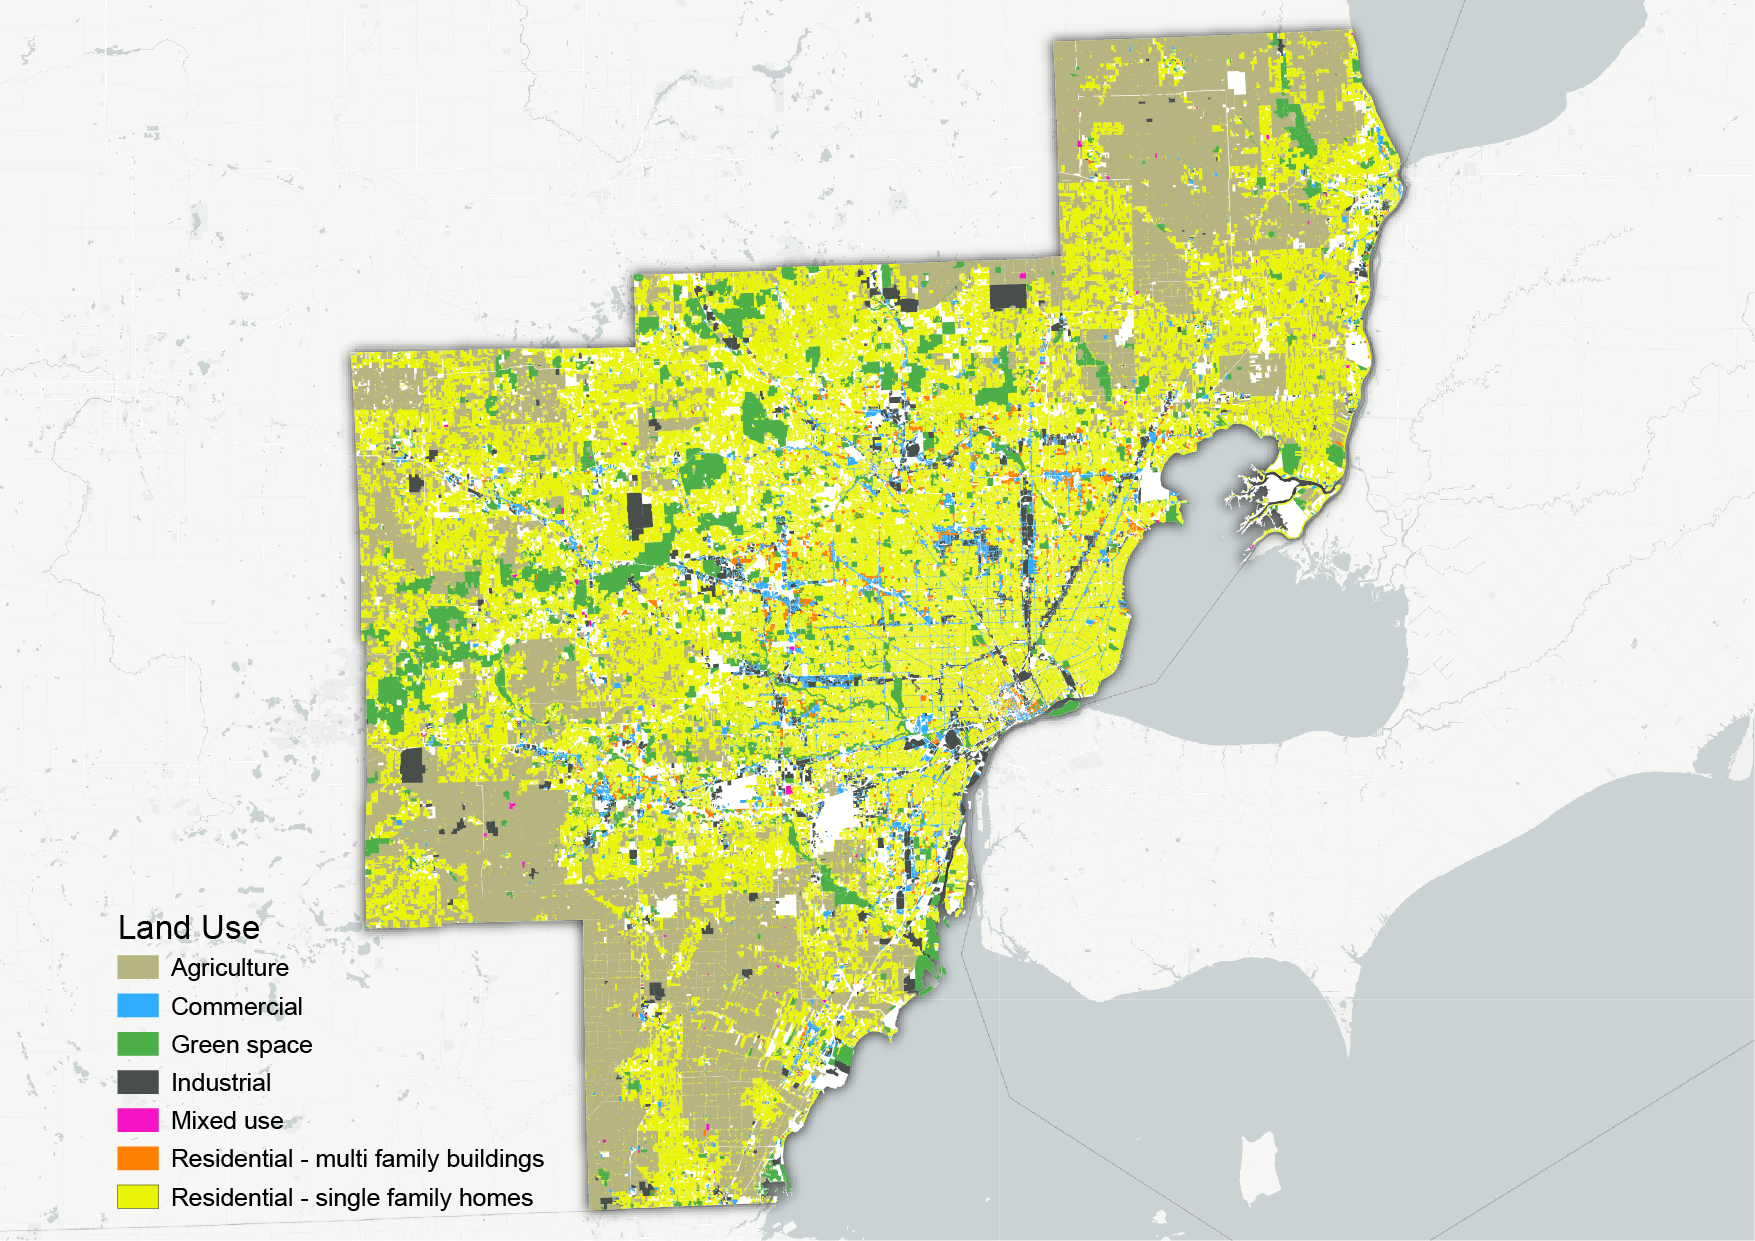 Land Use
Agriculture
Commercial
Green space
Industrial
Mixed use
Residential - multi family buildings
Residential - single family homes